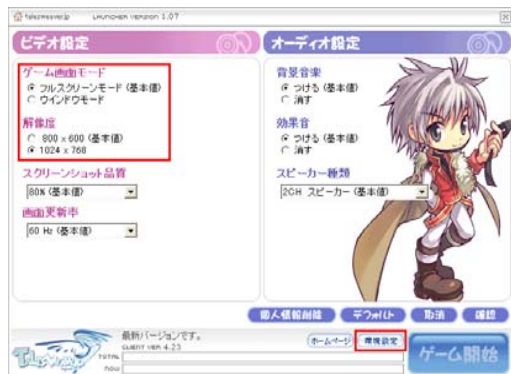 talesweaver.jp LAUNCHER VERSION 1.07
ビデオ設定
ゲーム画面モード
フルスクリーンモード (基本値)
ウインドウモード
解像度
800 x 600 (基本値)
1024 x 768
スクリーンショット品質
80% (基本値)
画面更新率
60 Hz (基本値)
オーディオ設定
背景音楽
つける (基本値)
消す
効果音
つける (基本値)
消す
スピーカー種類
2CH スピーカー (基本値)
個人情報削除 デフォルト 取消 確認
TalesWeaver
最新バージョンです。
CLIENT VER 4.23
TOTAL
NOW
ホームページ 環境設定
ゲーム開始